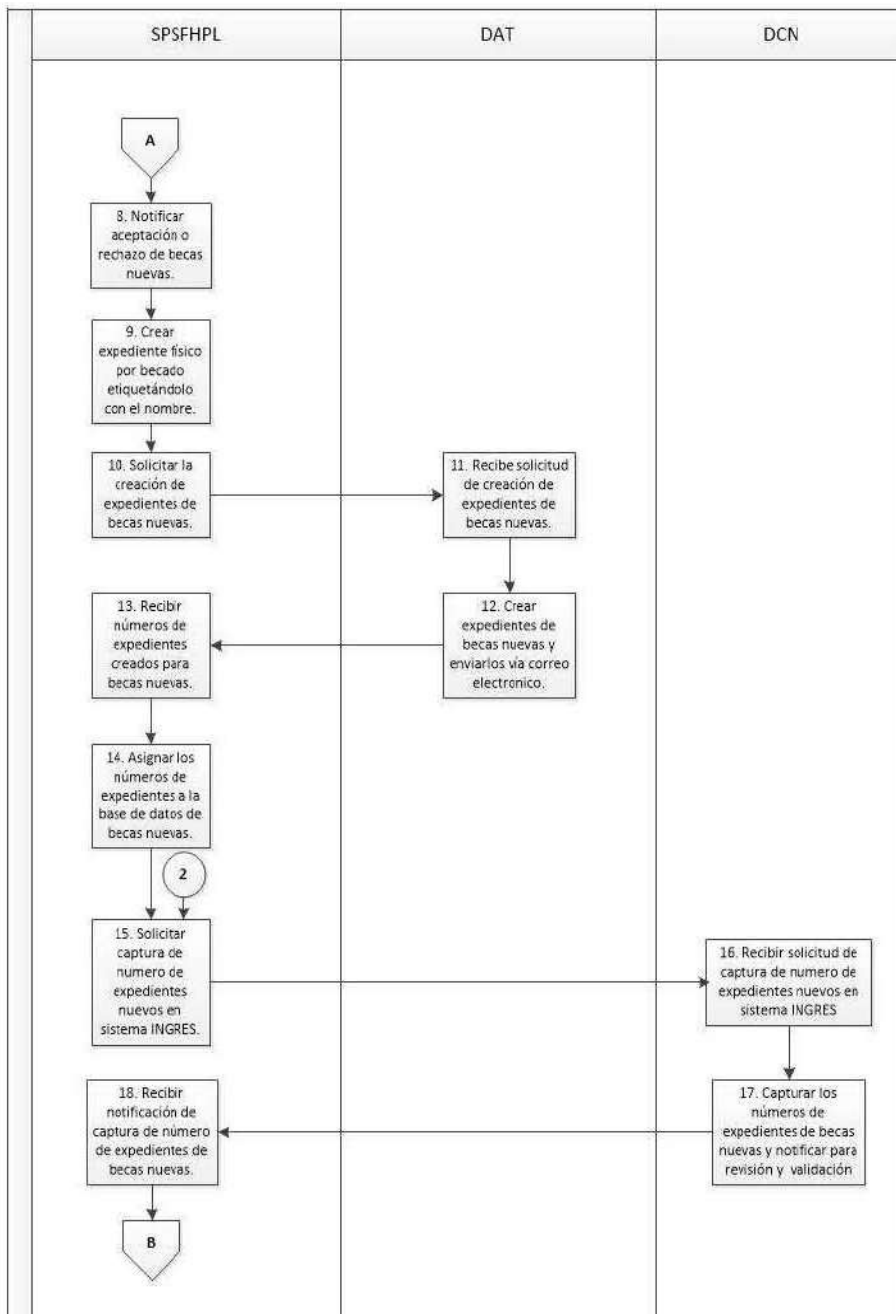 SPSFHPL
DAT
DCN
A
8. Notificar
aceptación o
rechazo de becas
nuevas.
9. Crear
expediente físico
por becado
etiquetándolo
con el nombre.
10. Solicitar la
creación de
expedientes de
becas nuevas.
11. Recibe solicitud
de creación de
expedientes de
becas nuevas.
12. Crear
expedientes de
becas nuevas y
enviarlos vía correo
electronico.
13. Recibir
números de
expedientes
creados para
becas nuevas.
14. Asignar los
números de
expedientes a la
base de datos de
becas nuevas.
2
15. Solicitar
captura de
numero de
expedientes
nuevos en
sistema INGRES.
16. Recibir solicitud de
captura de numero de
expedientes nuevos en
sistema INGRES
17. Capturar los
números de
expedientes de becas
nuevas y notificar para
revisión y validación
18. Recibir
notificación de
captura de número
de expedientes de
becas nuevas.
B